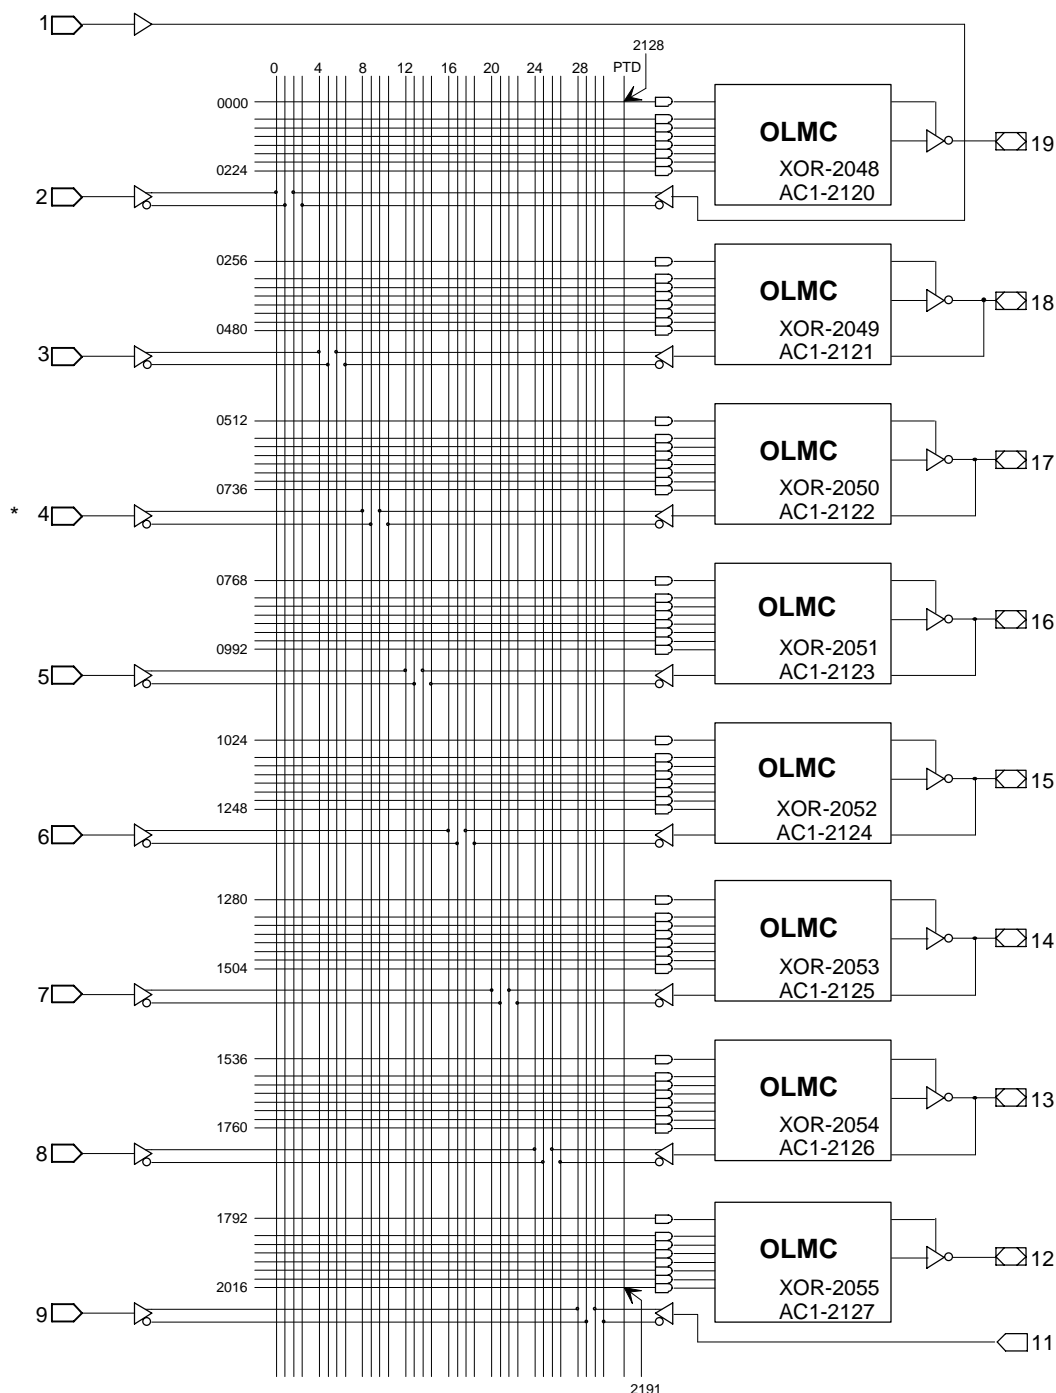 1
2128
0 4 8 12 16 20 24 28 PTD
0000
OLMC
19
0224
XOR-2048
2
AC1-2120
0256
OLMC
18
0480
XOR-2049
3
AC1-2121
0512
OLMC
17
0736
XOR-2050
* 4
AC1-2122
0768
OLMC
16
0992
XOR-2051
5
AC1-2123
1024
OLMC
15
1248
XOR-2052
6
AC1-2124
1280
OLMC
14
1504
XOR-2053
7
AC1-2125
1536
OLMC
13
1760
XOR-2054
8
AC1-2126
1792
OLMC
12
2016
XOR-2055
9
AC1-2127
11
2191